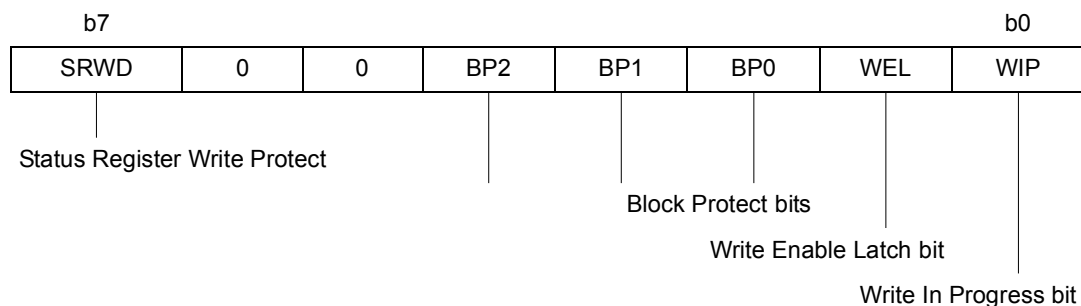 b7 b0
SRWD 0 0 BP2 BP1 BP0 WEL WIP
Status Register Write Protect
Block Protect bits
Write Enable Latch bit
Write In Progress bit